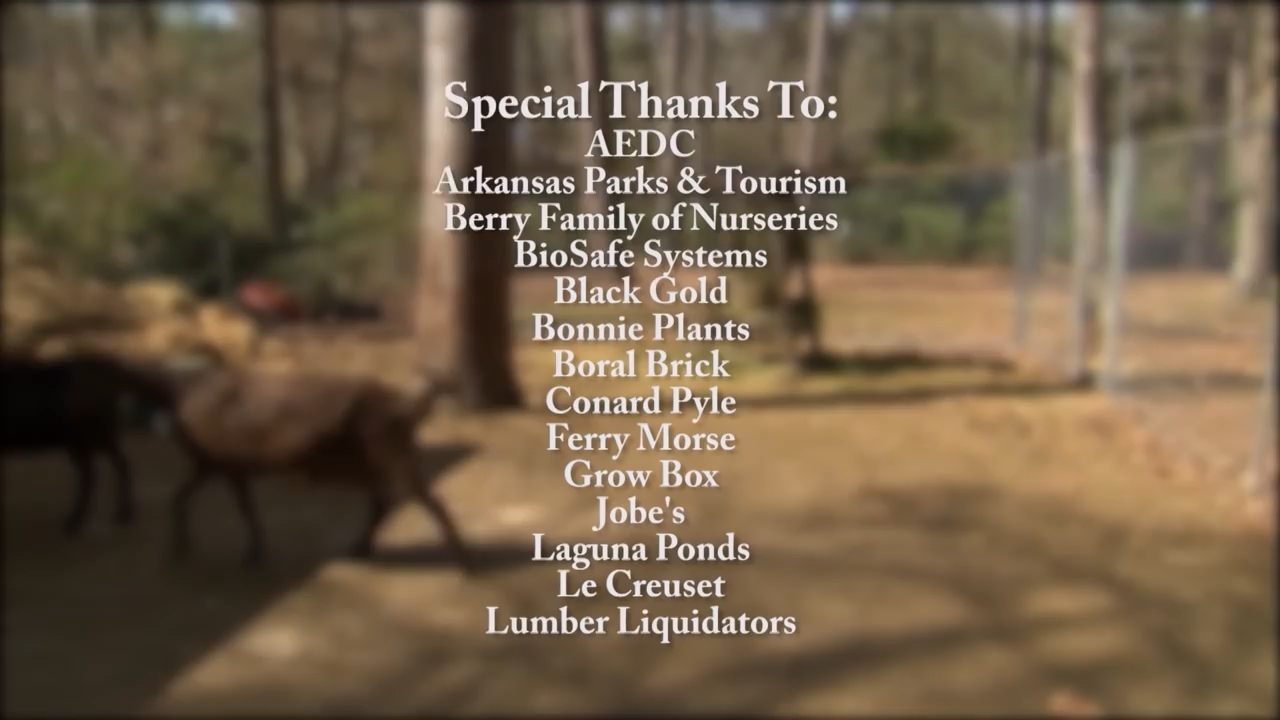 Special Thanks To:
AEDC
Arkansas Parks & Tourism
Berry Family of Nurseries
BioSafe Systems
Black Gold
Bonnie Plants
Boral Brick
Conard Pyle
Ferry Morse
Grow Box
Jobe's
Laguna Ponds
Le Creuset
Lumber Liquidators